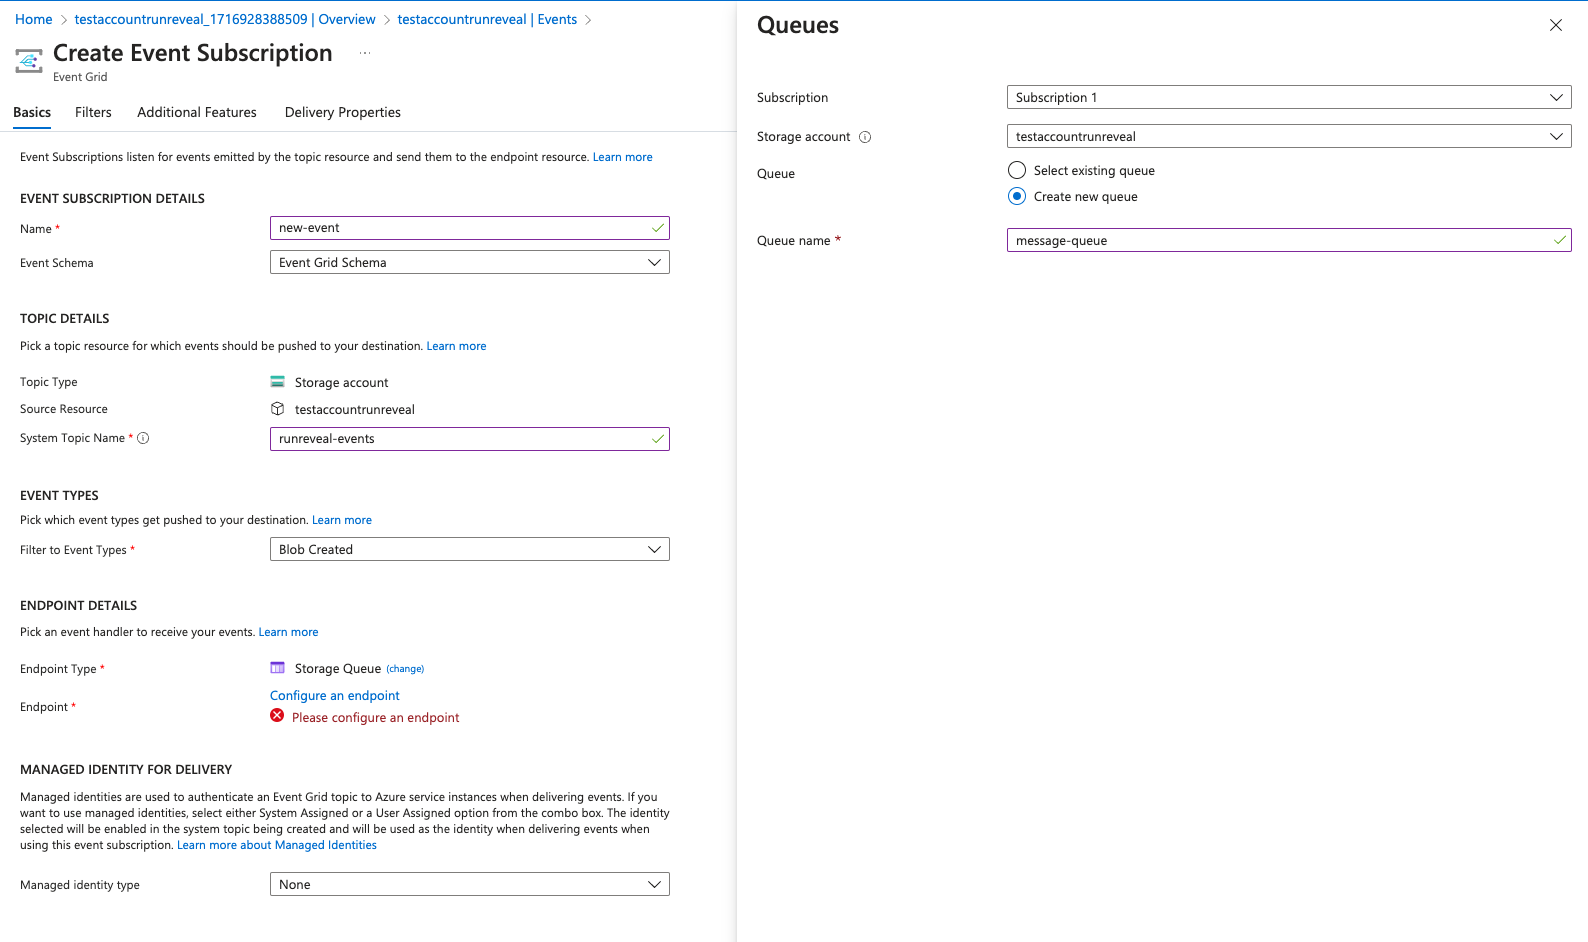 Home > testaccountrunreveal_1716928388509 | Overview > testaccountrunreveal | Events >
Create Event Subscription ...
Event Grid
Basics Filters Additional Features Delivery Properties
Event Subscriptions listen for events emitted by the topic resource and send them to the endpoint resource. Learn more
EVENT SUBSCRIPTION DETAILS
Name * new-event
Event Schema Event Grid Schema
TOPIC DETAILS
Pick a topic resource for which events should be pushed to your destination. Learn more
Topic Type Storage account
Source Resource testaccountrunreveal
System Topic Name * runreveal-events
EVENT TYPES
Pick which event types get pushed to your destination. Learn more
Filter to Event Types * Blob Created
ENDPOINT DETAILS
Pick an event handler to receive your events. Learn more
Endpoint Type * Storage Queue (change)
Configure an endpoint
Endpoint *
Please configure an endpoint
MANAGED IDENTITY FOR DELIVERY
Managed identities are used to authenticate an Event Grid topic to Azure service instances when delivering events. If you
want to use managed identities, select either System Assigned or a User Assigned option from the combo box. The identity
selected will be enabled in the system topic being created and will be used as the identity when delivering events when
using this event subscription. Learn more about Managed Identities
Managed identity type None
Queues
Subscription Subscription 1
Storage account testaccountrunreveal
Queue Select existing queue
Create new queue
Queue name * message-queue